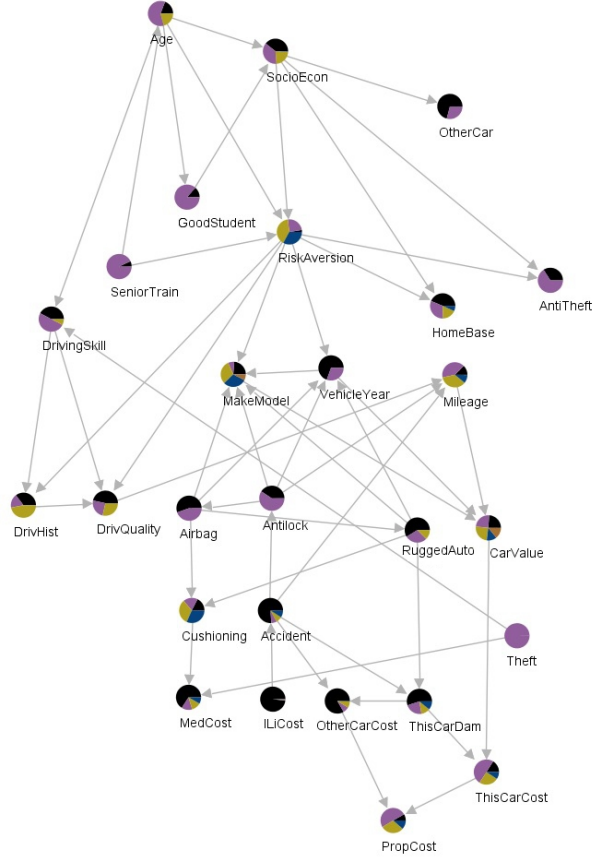 Age
SocioEcon
OtherCar
GoodStudent
RiskAversion
SeniorTrain
AntiTheft
HomeBase
DrivingSkill
MakeModel
VehicleYear
Mileage
DrivHist
DrivQuality
Airbag
Antilock
RuggedAuto
CarValue
Cushioning
Accident
Theft
MedCost
ILiCost
OtherCarCost
ThisCarDam
ThisCarCost
PropCost